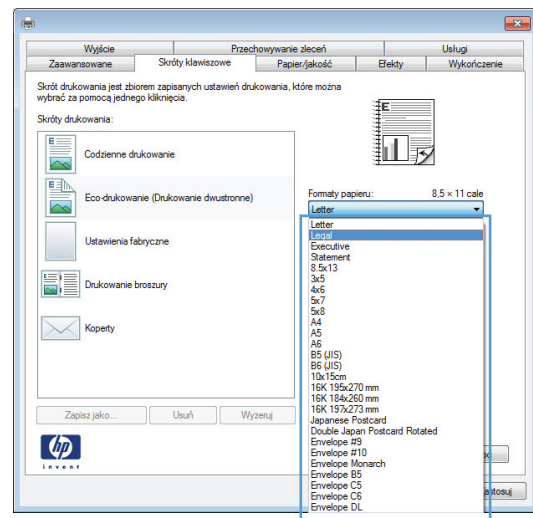 Wyjście
Przechowywanie zleceń
Usługi
Zaawansowane
Skróty klawiszowe
Papier/jakość
Efekty
Wykończenie
Skrót drukowania jest zbiorem zapisanych ustawień drukowania, które można
wybrać za pomocą jednego kliknięcia.
Skróty drukowania:
Codzienne drukowanie
Eco-drukowanie (Drukowanie dwustronne)
Ustawienia fabryczne
Drukowanie broszury
Koperty
Zapisz jako...
Usuń
Wyzeruj
E
Formaty papieru:
8,5 × 11 cale
Letter
Letter
Legal
Executive
Statement
8.5x13
3x5
4x6
5x7
5x8
A4
A5
A6
B5 (JIS)
B6 (JIS)
10x15cm
16K 195x270 mm
16K 184x260 mm
16K 197x273 mm
Japanese Postcard
Double Japan Postcard Rotated
Envelope #9
Envelope #10
Envelope Monarch
Envelope B5
Envelope C5
Envelope C6
Envelope DL
hp
invent